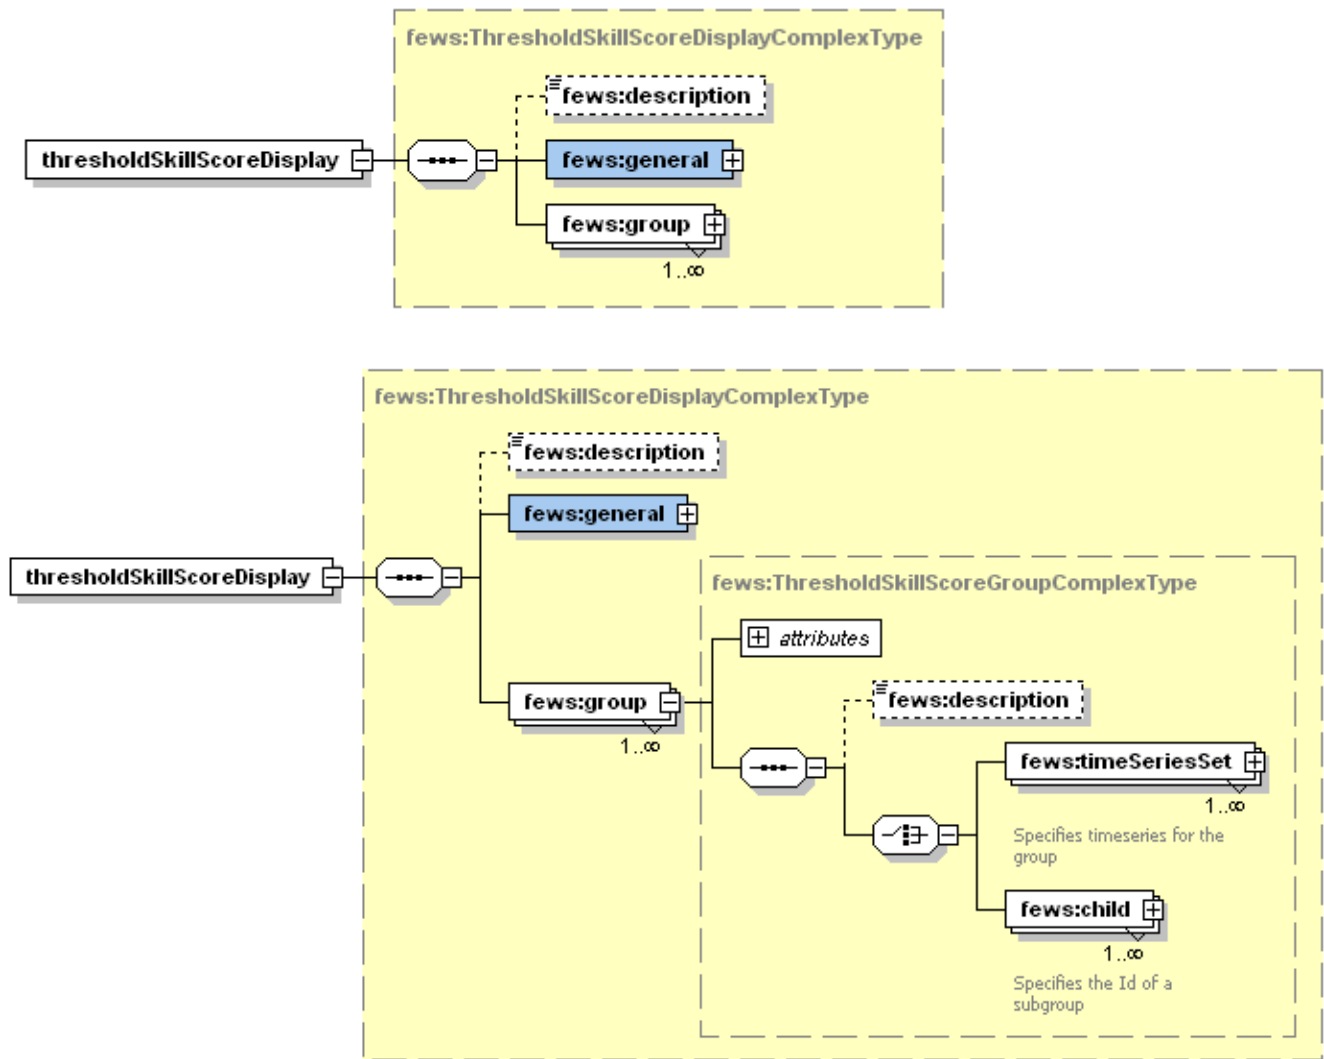 fews:ThresholdSkillScoreDisplayComplexType
fews:description
thresholdSkillScoreDisplay
fews:general
fews:group
1..∞
fews:ThresholdSkillScoreDisplayComplexType
fews:description
fews:general
thresholdSkillScoreDisplay
fews:ThresholdSkillScoreGroupComplexType
attributes
fews:group
1..∞
fews:description
fews:timeSeriesSet
1..∞
Specifies timeseries for the
group
fews:child
1..∞
Specifies the Id of a
subgroup